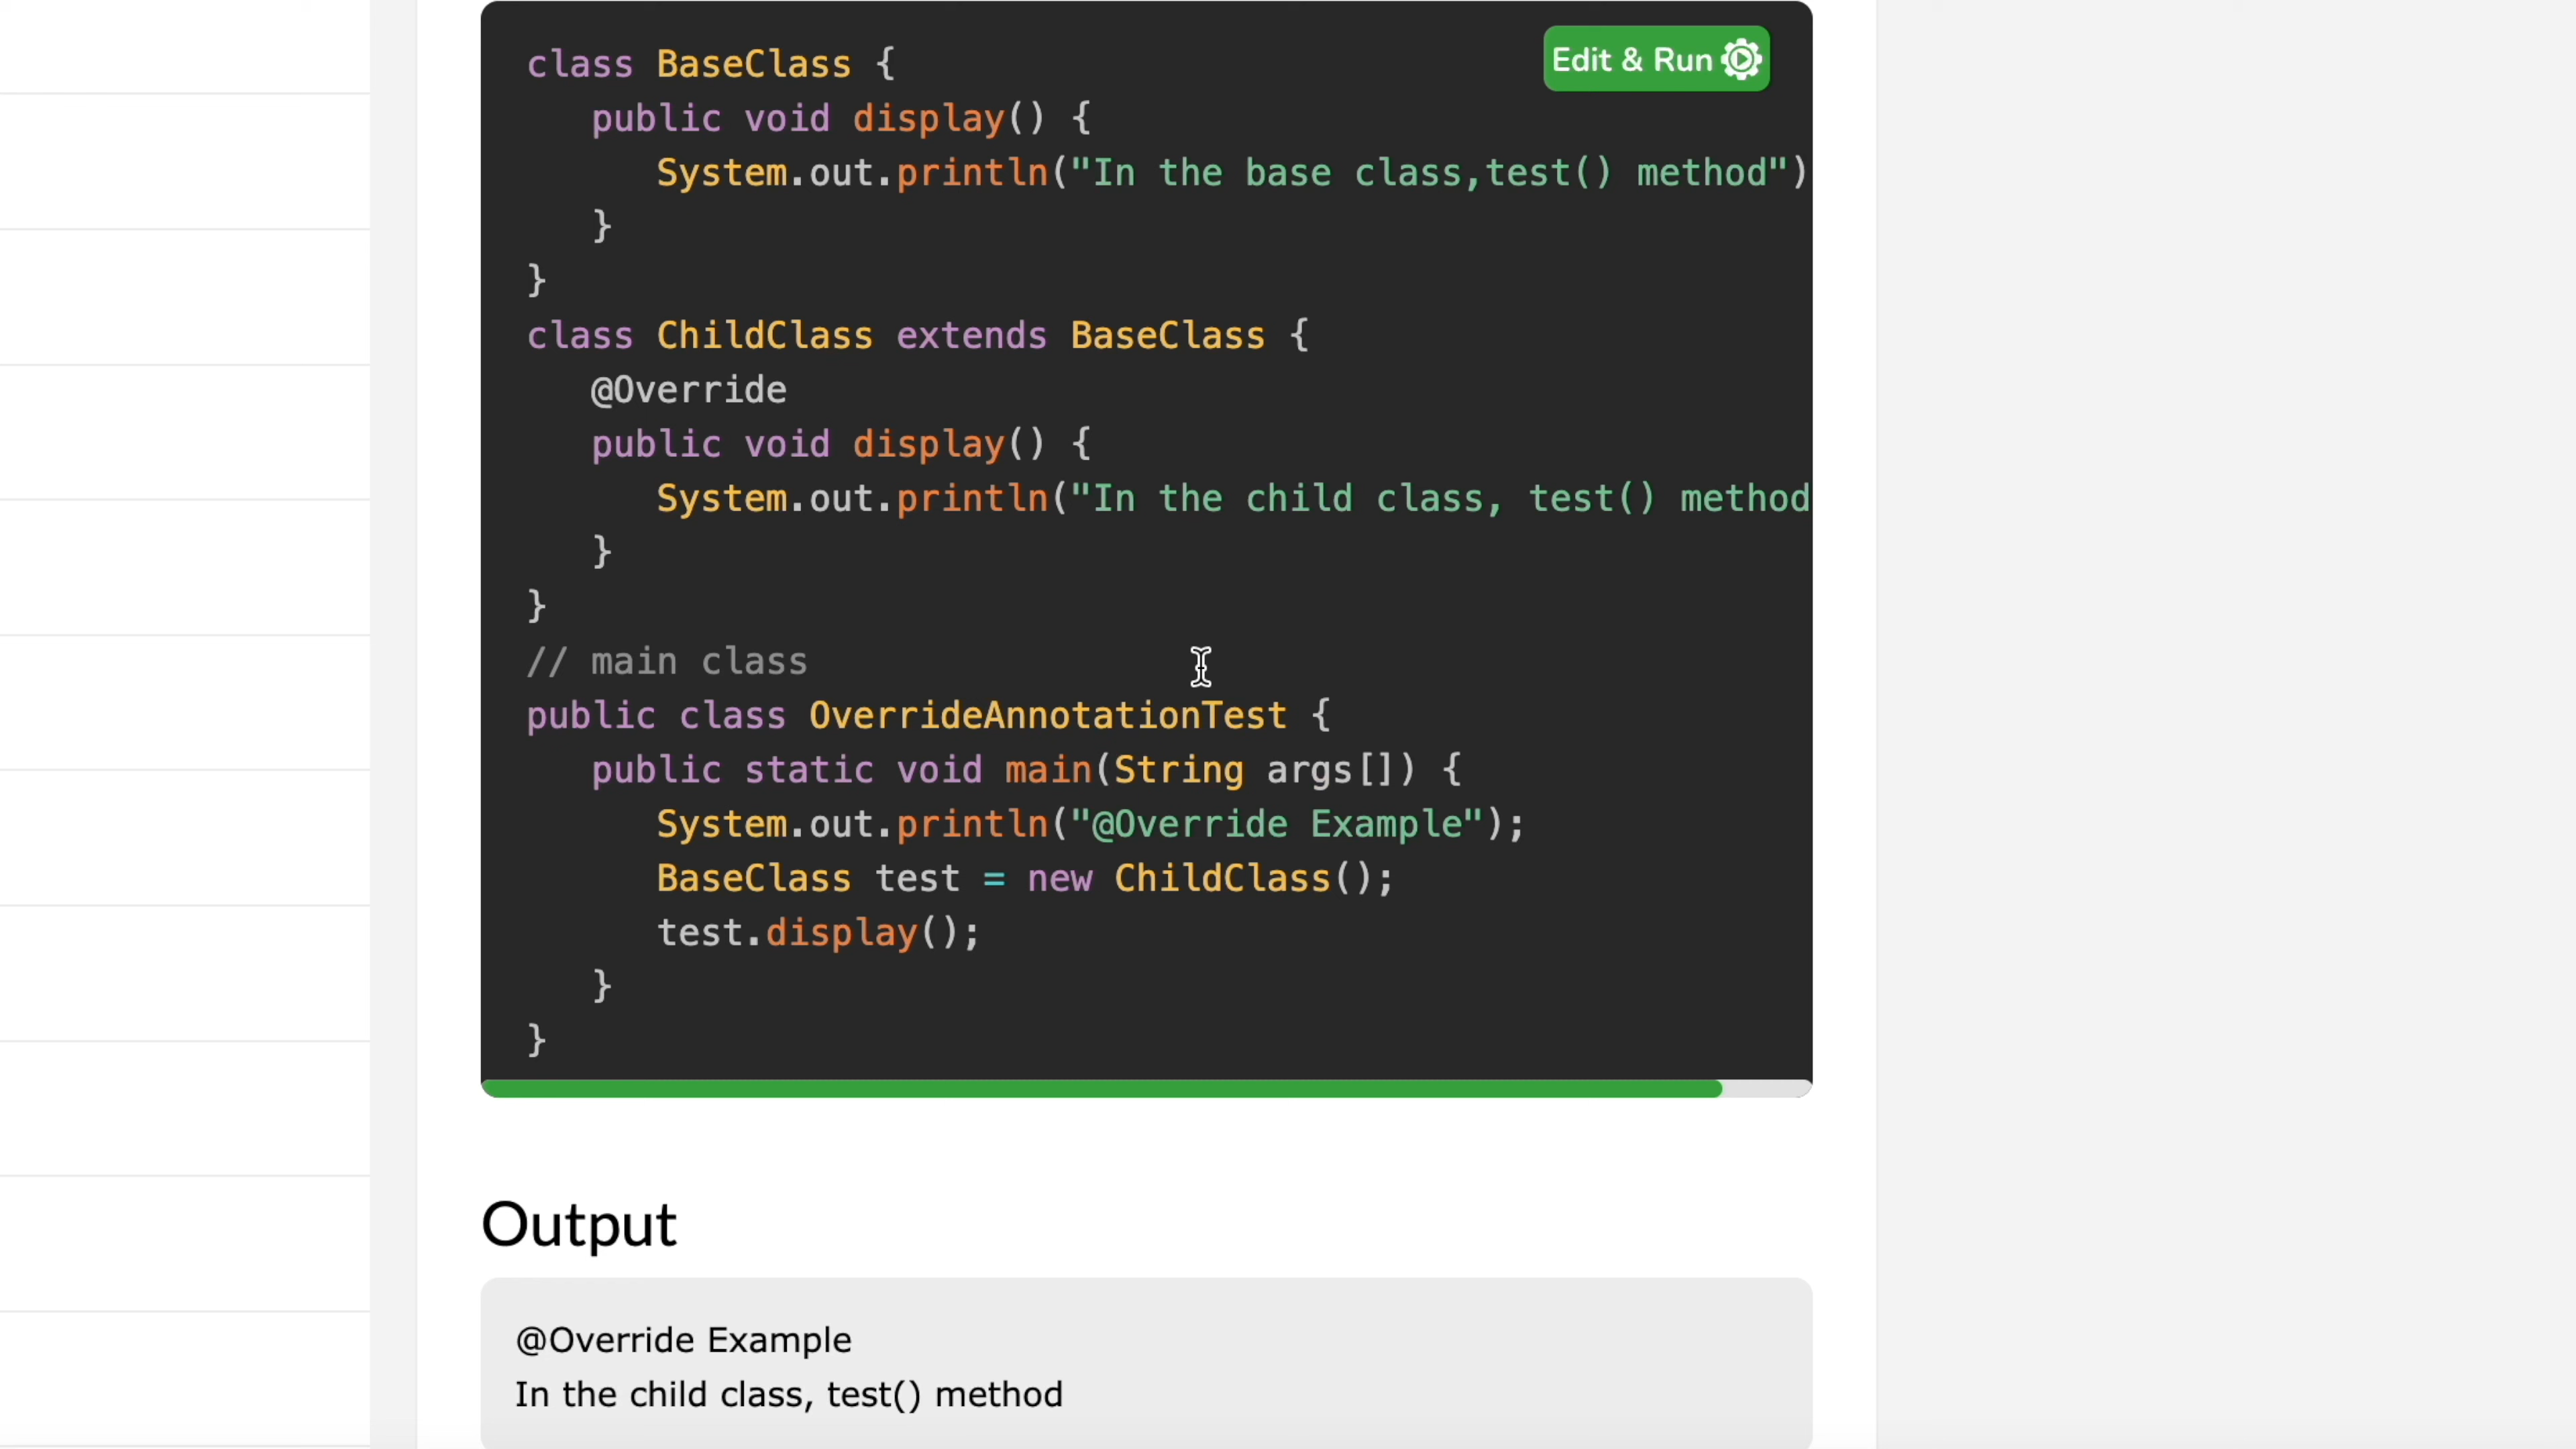 class BaseClass {
Edit & Run
public void display() {
System.out.println("In the base class,test() method")
}
}
class ChildClass extends BaseClass {
@Override
public void display() {
System.out.println("In the child class, test() method
}
}
// main class
public class OverrideAnnotationTest {
public static void main(String args[]) {
System.out.println("@Override Example");
BaseClass test = new ChildClass();
test.display();
}
}
Output
@Override Example
In the child class, test() method